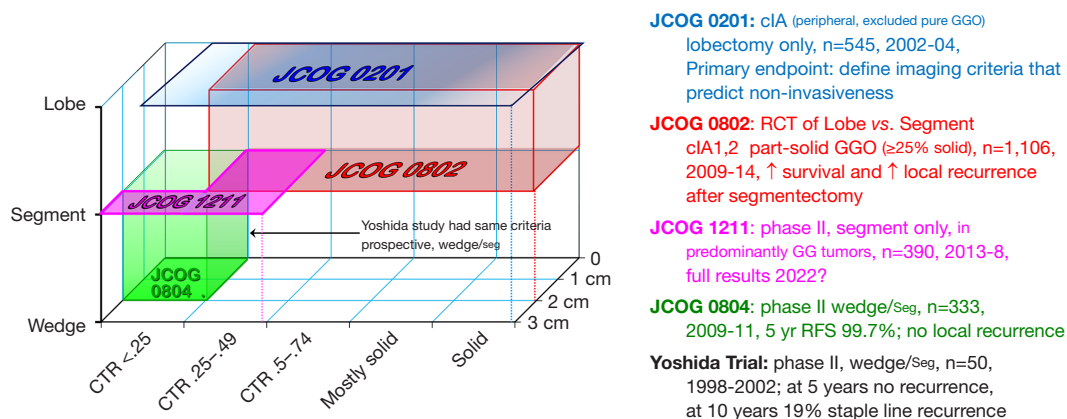 JCOG 0201
Lobe
JCOG 0802
JCOG 1211
Segment
Yoshida study had same criteria
prospective, wedge/seg
JCOG
0804
0
1 cm
2 cm
3 cm
Wedge
CTR <.25
CTR .25–.49
CTR .5–.74
Mostly solid
Solid
JCOG 0201: cIA (peripheral, excluded pure GGO)
lobectomy only, n=545, 2002-04,
Primary endpoint: define imaging criteria that
predict non-invasiveness
JCOG 0802: RCT of Lobe vs. Segment
cIA1,2 part-solid GGO (≥25% solid), n=1,106,
2009-14, ↑ survival and ↑ local recurrence
after segmentectomy
JCOG 1211: phase II, segment only, in
predominantly GG tumors, n=390, 2013-8,
full results 2022?
JCOG 0804: phase II wedge/Seg, n=333,
2009-11, 5 yr RFS 99.7%; no local recurrence
Yoshida Trial: phase II, wedge/Seg, n=50,
1998-2002; at 5 years no recurrence,
at 10 years 19% staple line recurrence